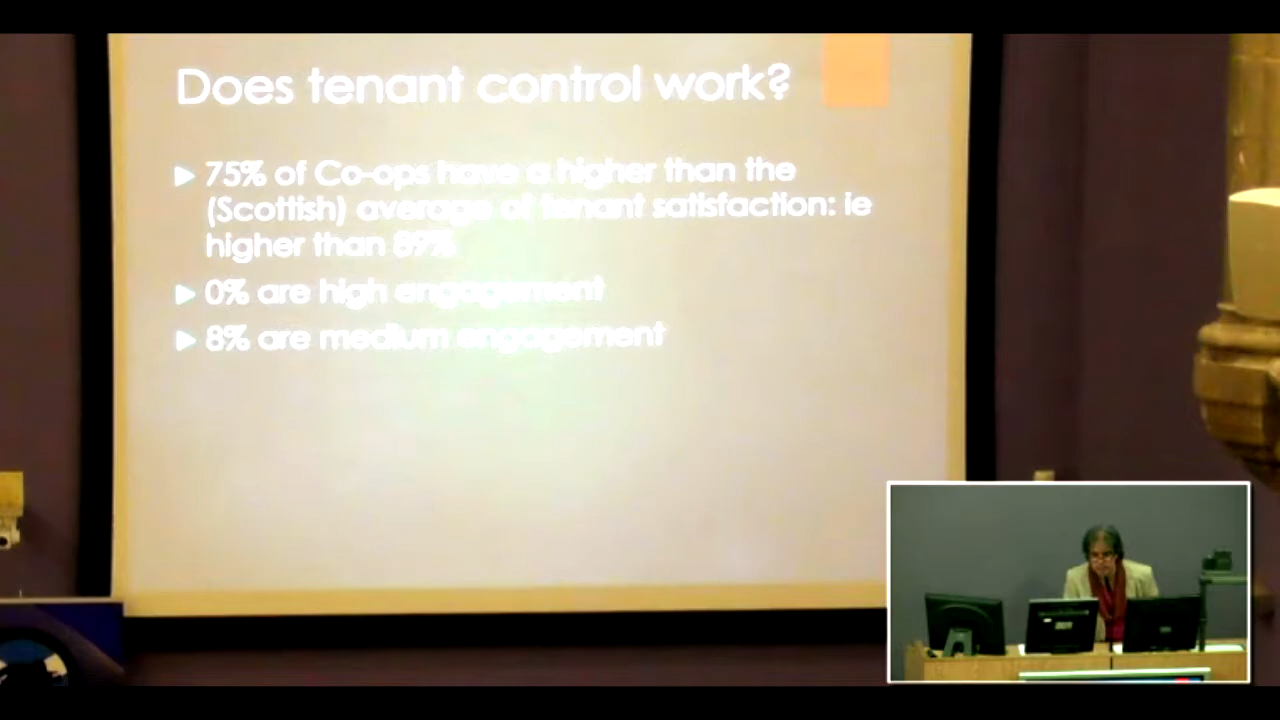 Does tenant control work?
75% of Co-ops have a higher than the
(Scottish) average of tenant satisfaction: ie
higher than 89%
0% are high engagement
8% are medium engagement